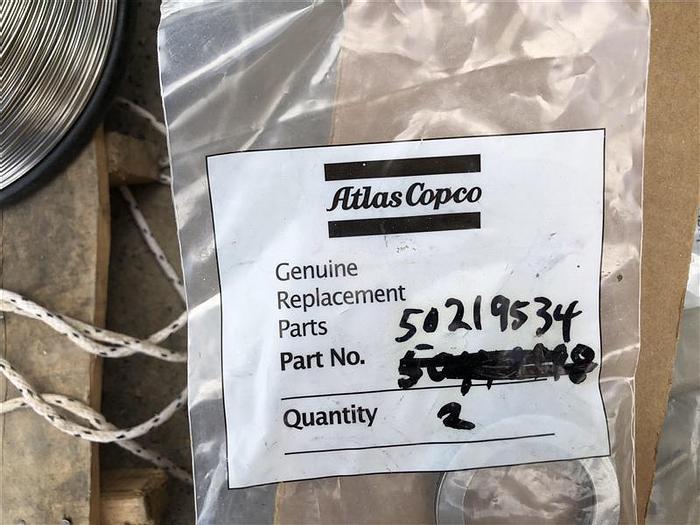 Atlas Copco
Genuine
Replacement
Parts 50219534
Part No.
Quantity 2